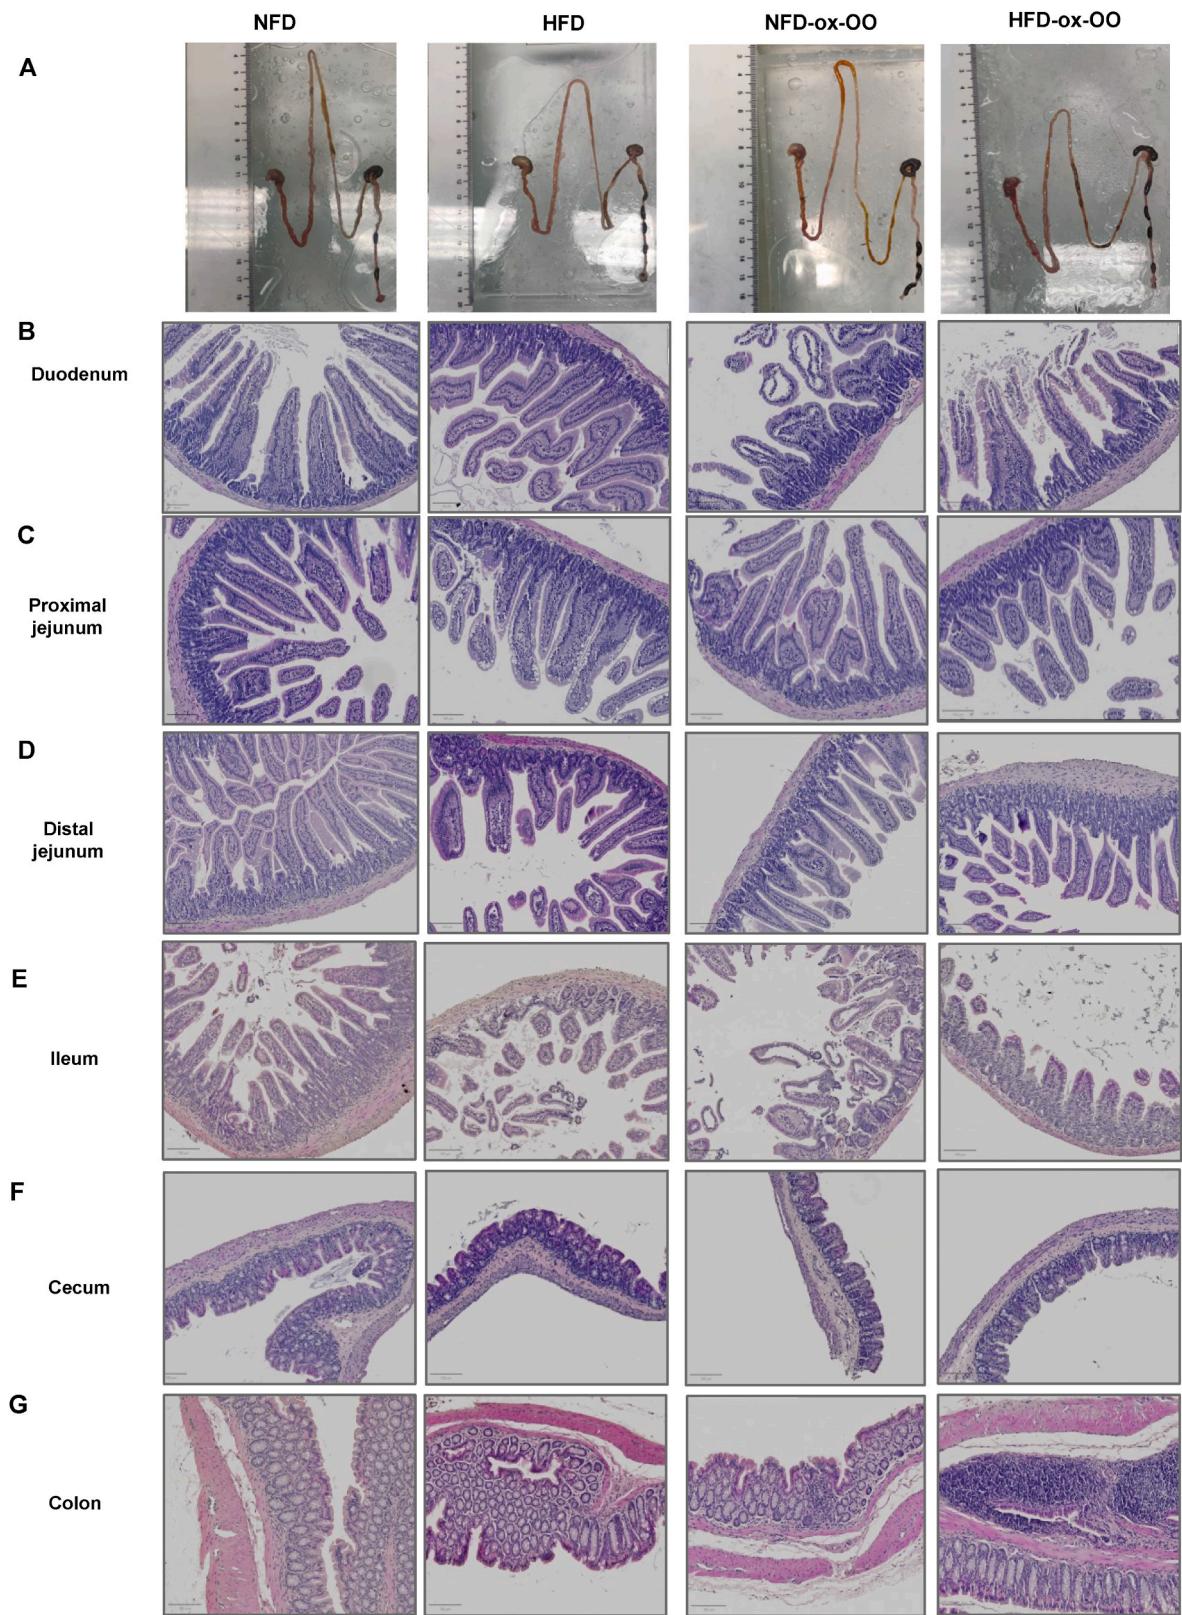 NFD HFD NFD-ox-OO HFD-ox-OO
A
B
Duodenum
C
Proximal
jejunum
D
Distal
jejunum
E
Ileum
F
Cecum
G
Colon